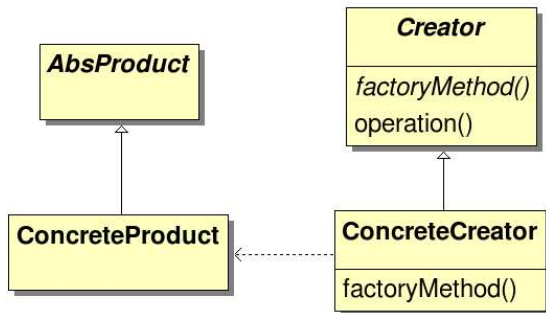 AbsProduct
Creator
factoryMethod()
operation()
ConcreteProduct
ConcreteCreator
factoryMethod()